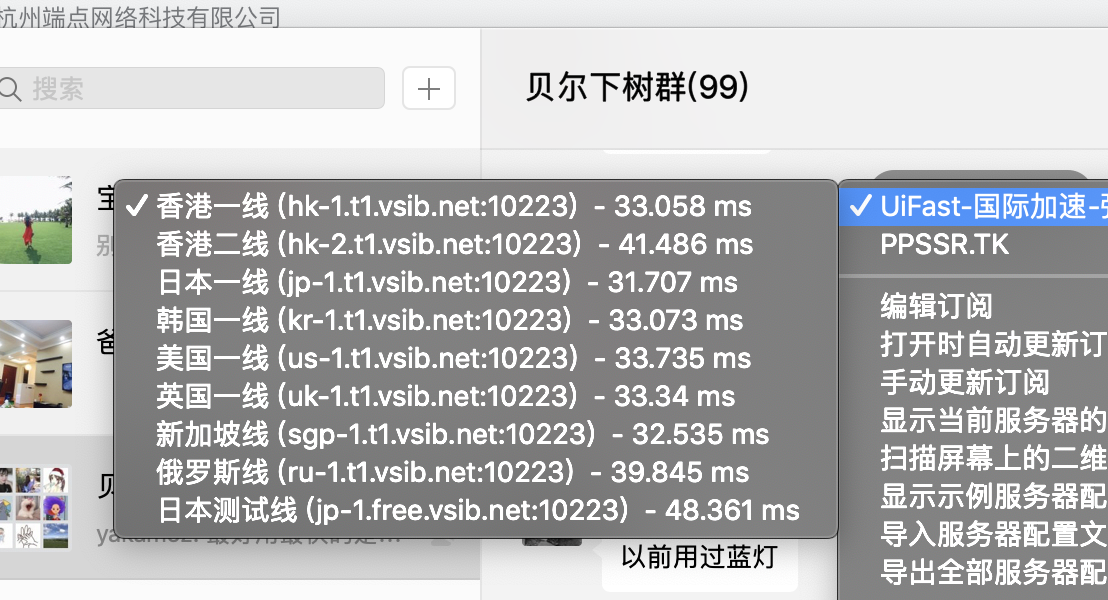 杭州端点网络科技有限公司
搜索
贝尔下树群(99)
宝
别
爸
✓ 香港一线 (hk-1.t1.vsib.net:10223) - 33.058 ms
香港二线 (hk-2.t1.vsib.net:10223) - 41.486 ms
日本一线 (jp-1.t1.vsib.net:10223) - 31.707 ms
韩国一线 (kr-1.t1.vsib.net:10223) - 33.073 ms
美国一线 (us-1.t1.vsib.net:10223) - 33.735 ms
英国一线 (uk-1.t1.vsib.net:10223) - 33.34 ms
新加坡线 (sgp-1.t1.vsib.net:10223) - 32.535 ms
俄罗斯线 (ru-1.t1.vsib.net:10223) - 39.845 ms
日本测试线 (jp-1.free.vsib.net:10223) - 48.361 ms
✓ UiFast-国际加速-
PPSSR.TK
编辑订阅
打开时自动更新订
手动更新订阅
显示当前服务器的
扫描屏幕上的二维
显示示例服务器配
导入服务器配置文
导出全部服务器配
以前用过蓝灯